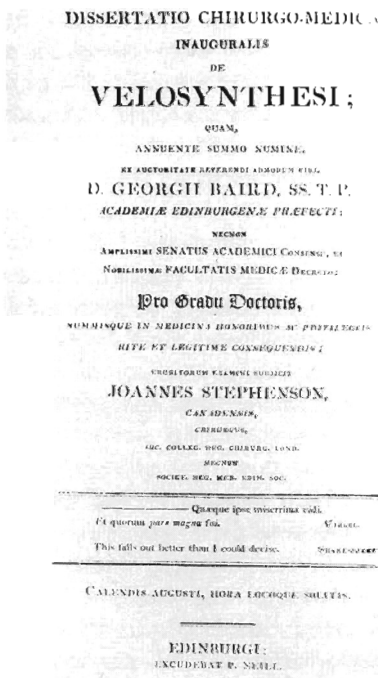 DISSERTATIO CHIRURGO-MEDICA
INAUGURALIS
DE
VELOSYNTHESI;
QUAM,
ANNUENTE SUMMO NUMINE,
EX AUCTORITATE REVERENDI ADMODUM VIRI,
D. GEORGII BAIRD, SS. T. P.
ACADEMIÆ EDINBURGENÆ PRÆFECTI;
NECNON
AMPLISSIMI SENATUS ACADEMICI CONSENSU, ET
NOBILISSIMÆ FACULTATIS MEDICÆ DECRETO;
Pro Gradu Doctoris,
SUMMISQUE IN MEDICINA HONORIBUS AC PRIVILEGIIS
RITE ET LEGITIME CONSEQUENDIS;
ERUDITORUM EXAMINI SUBJICIT
JOANNES STEPHENSON,
CANADENSIS,
CHIRURGUS,
SOC. COLLEG. REG. CHIRURG. LOND.
NECNON
SOCIET. REG. MED. EDIN. SOC.
Quæque ipse miserrima vidi,
Et quorum pars magna fui. VIRGIL.
This falls out better than I could devise. SHAKESPEARE
CALENDIS AUGUSTI, HORA LOCOQUE SOLITIS.
EDINBURGI:
EXCUDEBAT P. NEILL.